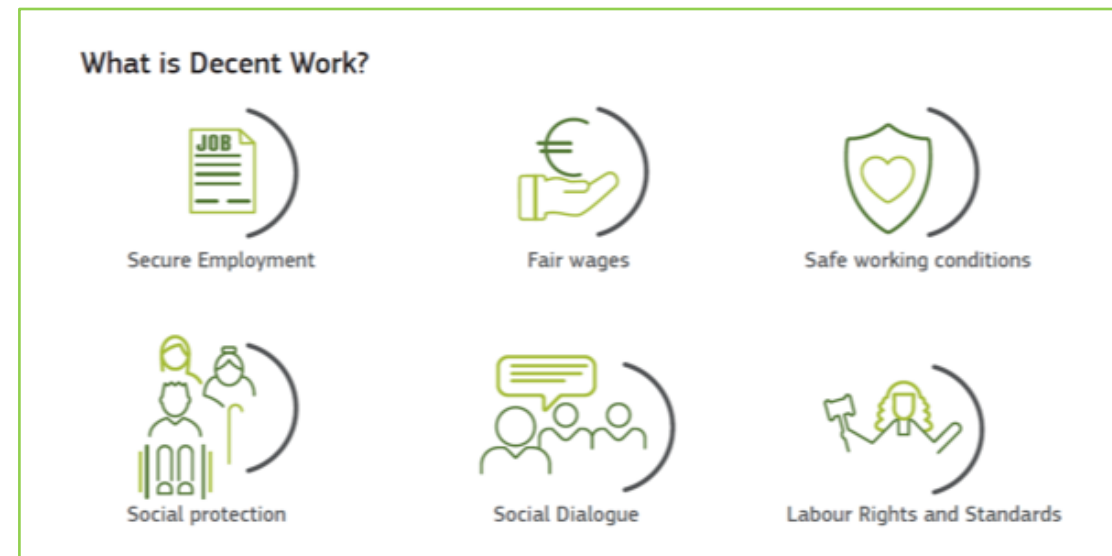 What is Decent Work?
JOB
Secure Employment
Fair wages
Safe working conditions
Social protection
Social Dialogue
Labour Rights and Standards